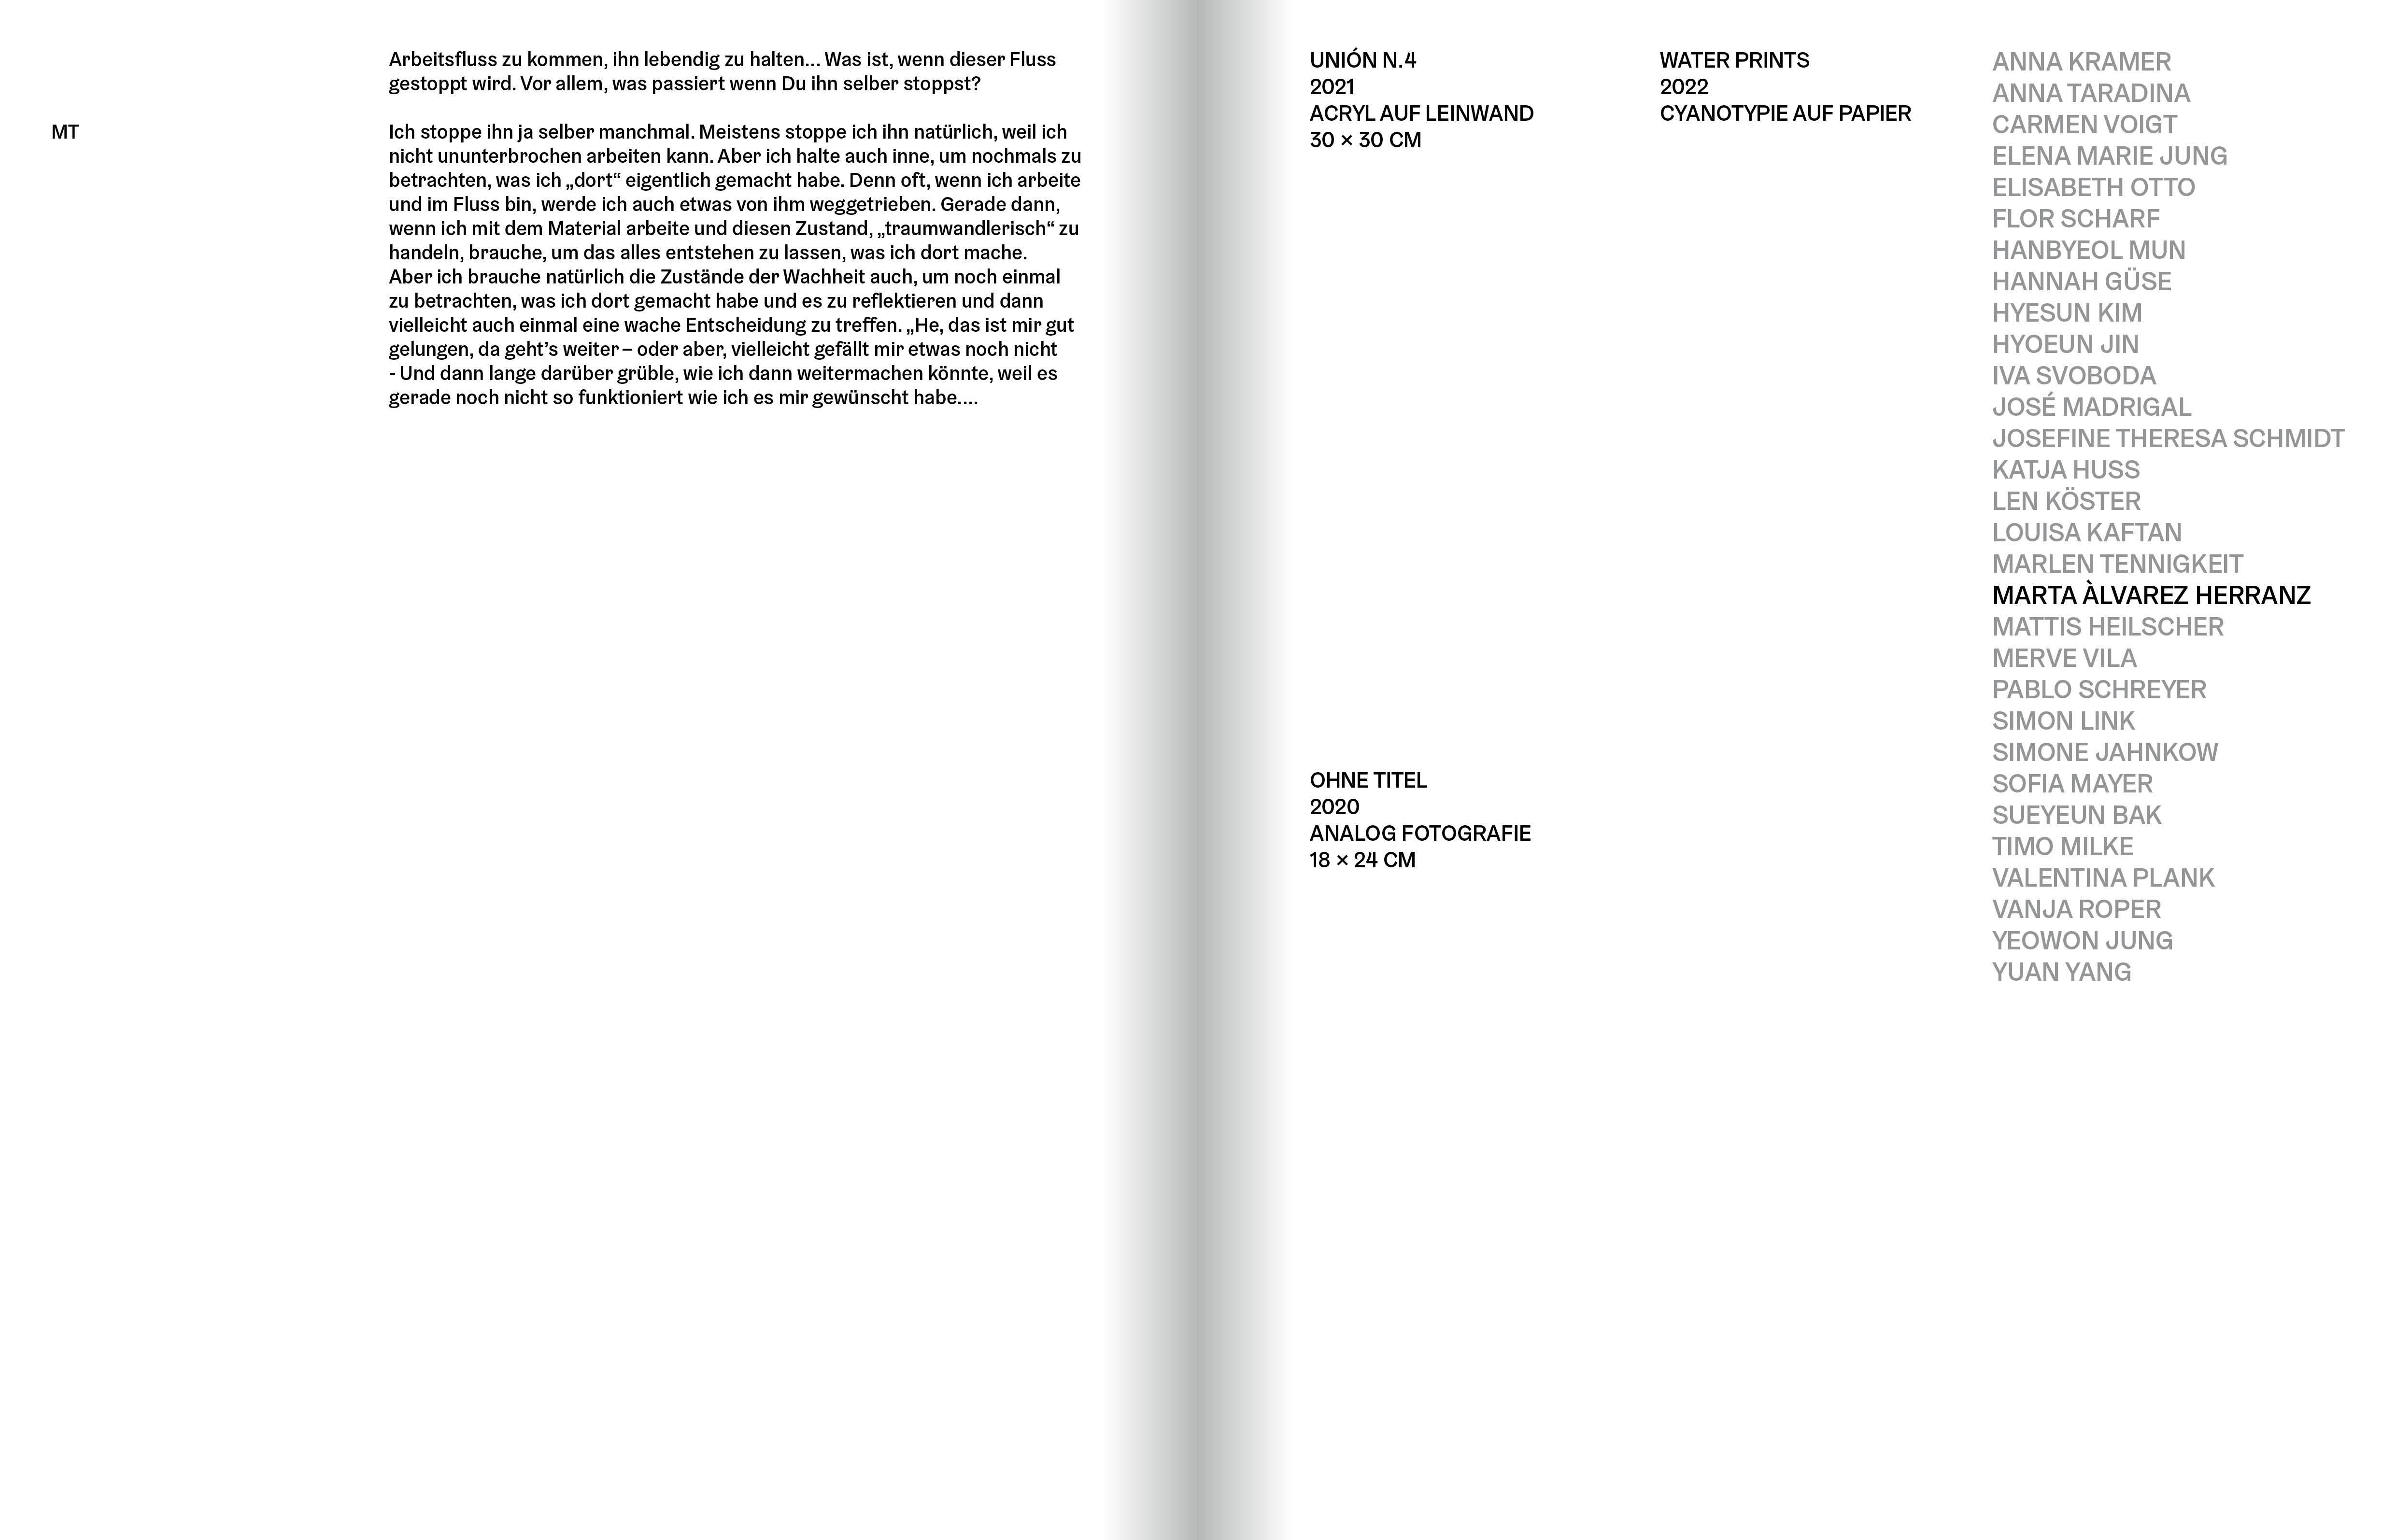 Arbeitsfluss zu kommen, ihn lebendig zu halten… Was ist, wenn dieser Fluss
gestoppt wird. Vor allem, was passiert wenn Du ihn selber stoppst?
MT
Ich stoppe ihn ja selber manchmal. Meistens stoppe ich ihn natürlich, weil ich
nicht ununterbrochen arbeiten kann. Aber ich halte auch inne, um nochmals zu
betrachten, was ich „dort“ eigentlich gemacht habe. Denn oft, wenn ich arbeite
und im Fluss bin, werde ich auch etwas von ihm weggetrieben. Gerade dann,
wenn ich mit dem Material arbeite und diesen Zustand, „traumwandlerisch“ zu
handeln, brauche, um das alles entstehen zu lassen, was ich dort mache.
Aber ich brauche natürlich die Zustände der Wachheit auch, um noch einmal
zu betrachten, was ich dort gemacht habe und es zu reflektieren und dann
vielleicht auch einmal eine wache Entscheidung zu treffen. „He, das ist mir gut
gelungen, da geht’s weiter – oder aber, vielleicht gefällt mir etwas noch nicht
- Und dann lange darüber grüble, wie ich dann weitermachen könnte, weil es
gerade noch nicht so funktioniert wie ich es mir gewünscht habe….
UNIÓN N.4
2021
ACRYL AUF LEINWAND
30 × 30 CM
OHNE TITEL
2020
ANALOG FOTOGRAFIE
18 × 24 CM
WATER PRINTS
2022
CYANOTYPIE AUF PAPIER
ANNA KRAMER
ANNA TARADINA
CARMEN VOIGT
ELENA MARIE JUNG
ELISABETH OTTO
FLOR SCHARF
HANBYEOL MUN
HANNAH GÜSE
HYESUN KIM
HYOEUN JIN
IVA SVOBODA
JOSÉ MADRIGAL
JOSEFINE THERESA SCHMIDT
KATJA HUSS
LEN KÖSTER
LOUISA KAFTAN
MARLEN TENNIGKEIT
MARTA ÀLVAREZ HERRANZ
MATTIS HEILSCHER
MERVE VILA
PABLO SCHREYER
SIMON LINK
SIMONE JAHNKOW
SOFIA MAYER
SUEYEUN BAK
TIMO MILKE
VALENTINA PLANK
VANJA ROPER
YEOWON JUNG
YUAN YANG